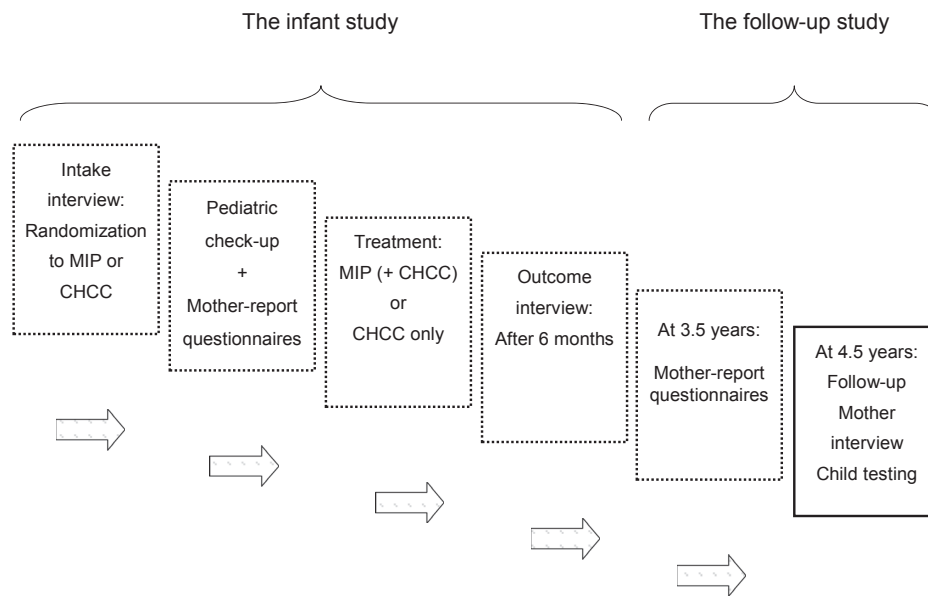 The infant study
The follow-up study
Intake
interview:
Randomization
to MIP or
CHCC
Pediatric
check-up
+
Mother-report
questionnaires
Treatment:
MIP (+ CHCC)
or
CHCC only
Outcome
interview:
After 6 months
At 3.5 years:
Mother-report
questionnaires
At 4.5 years:
Follow-up
Mother
interview
Child testing